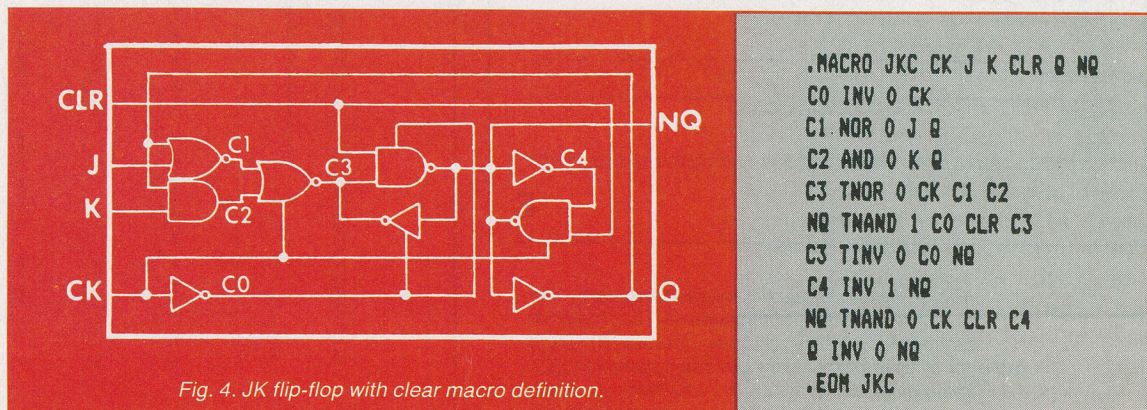 CLR
J
K
CK
C1
C2
C3
C4
C0
NQ
Q
Fig. 4. JK flip-flop with clear macro definition.
.MACRO JKC CK J K CLR Q NQ
C0 INV 0 CK
C1 NOR 0 J Q
C2 AND 0 K Q
C3 TNOR 0 CK C1 C2
NQ TNAND 1 C0 CLR C3
C3 TINV 0 C0 NQ
C4 INV 1 NQ
NQ TNAND 0 CK CLR C4
Q INV 0 NQ
.EOM JKC